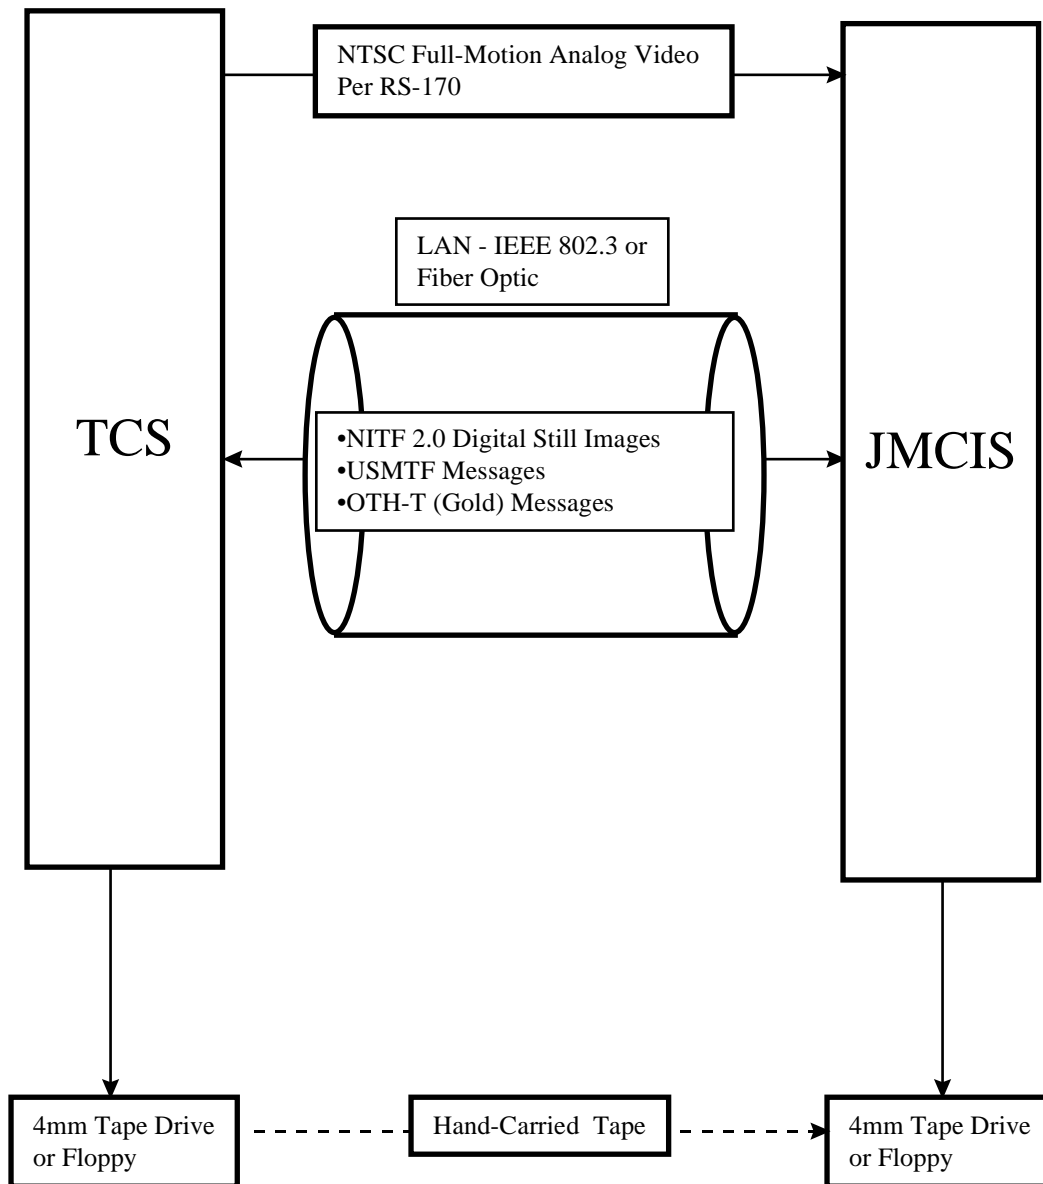 NTSC Full-Motion Analog Video
Per RS-170
LAN - IEEE 802.3 or
Fiber Optic
TCS
•NITF 2.0 Digital Still Images
•USMTF Messages
•OTH-T (Gold) Messages
JMCIS
4mm Tape Drive
or Floppy
Hand-Carried Tape
4mm Tape Drive
or Floppy